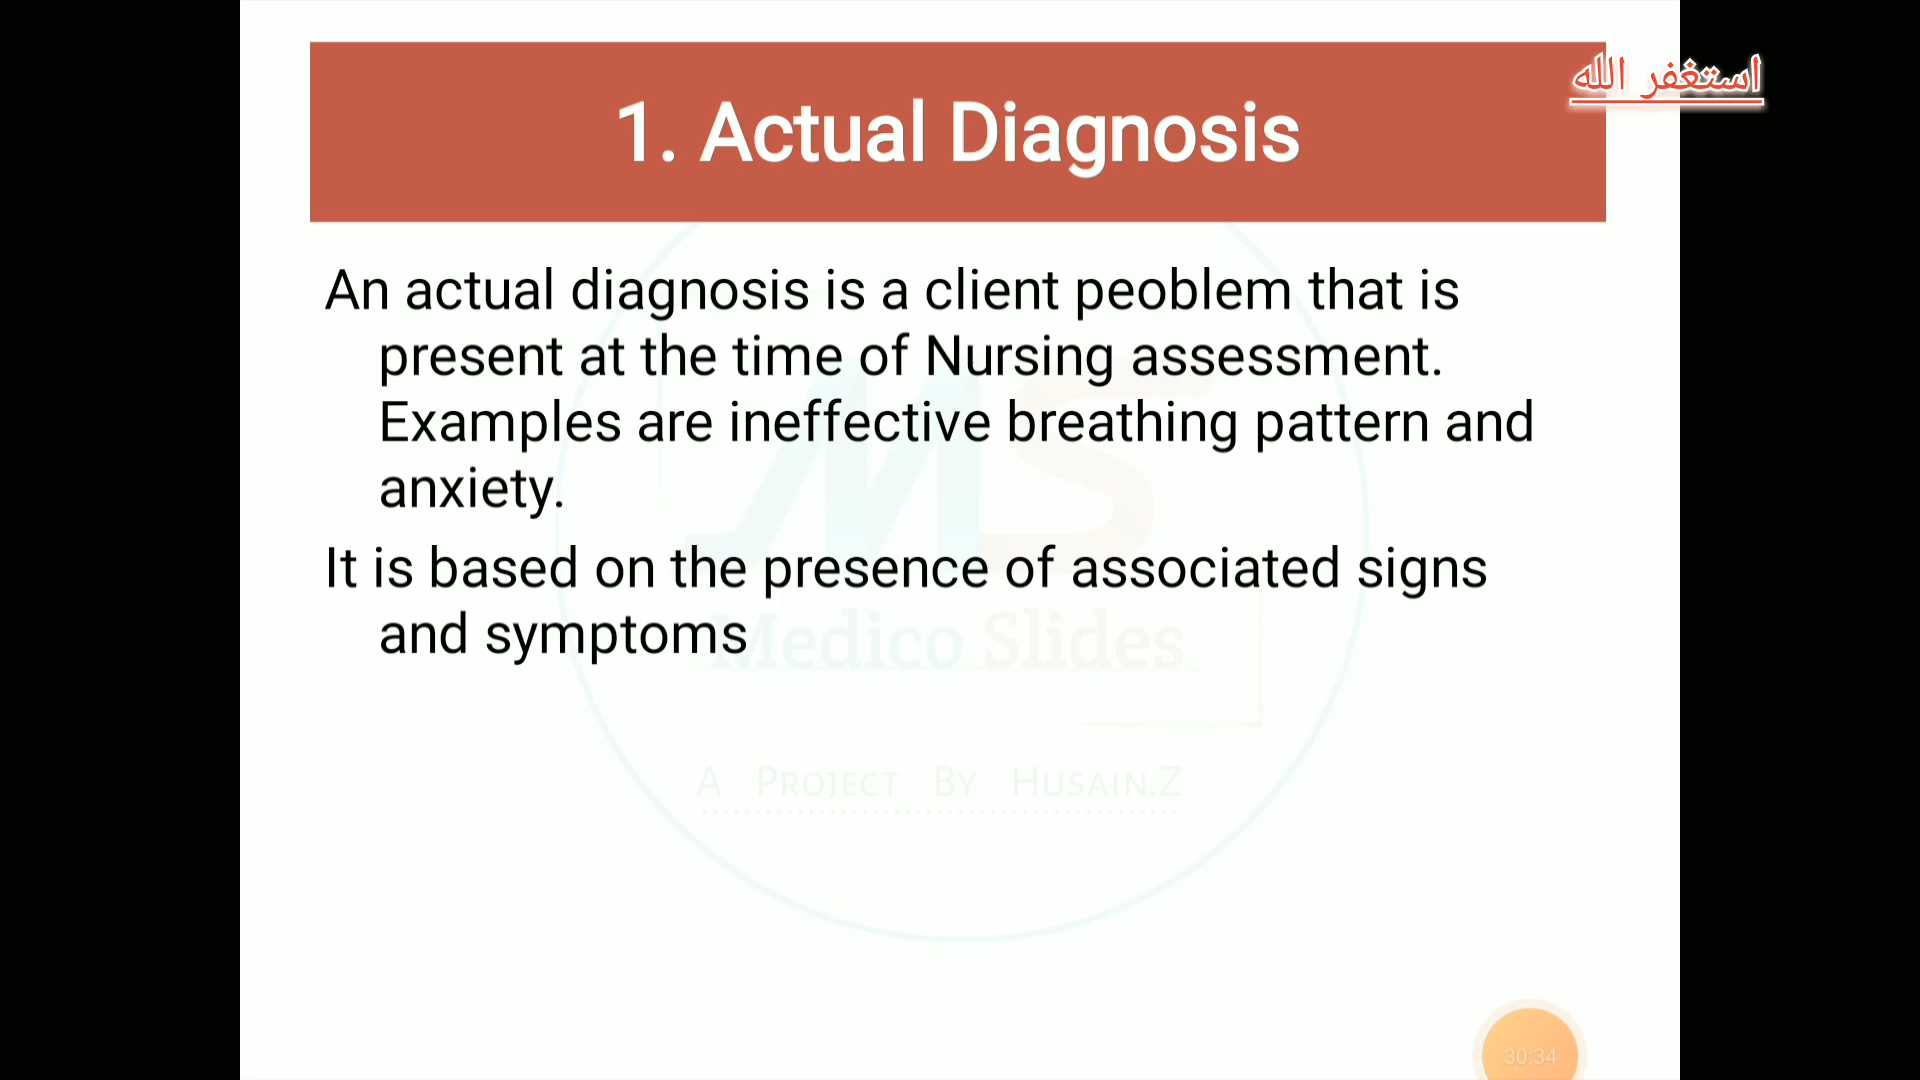 استغفر الله
1. Actual Diagnosis
An actual diagnosis is a client peoblem that is
present at the time of Nursing assessment.
Examples are ineffective breathing pattern and
anxiety.
It is based on the presence of associated signs
and symptoms
MS
Medico Slides
A Project By Husain.Z
30:34